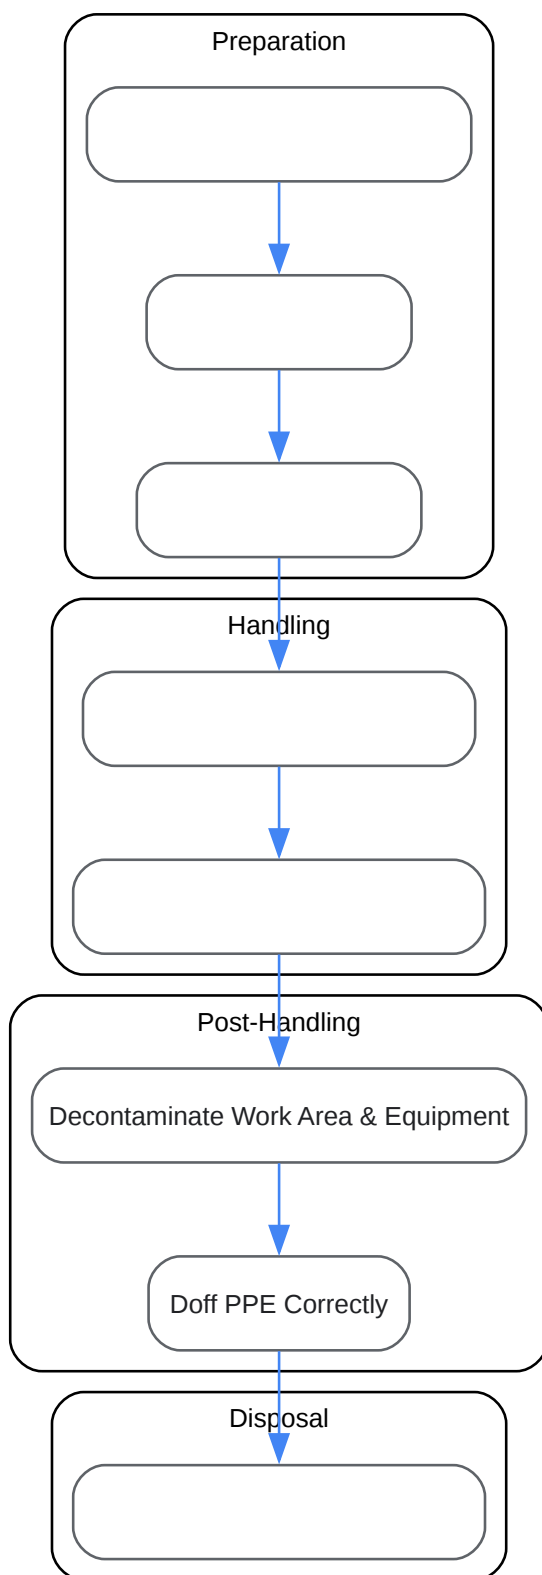 Preparation
Handling
Post-Handling
Decontaminate Work Area & Equipment
Doff PPE Correctly
Disposal